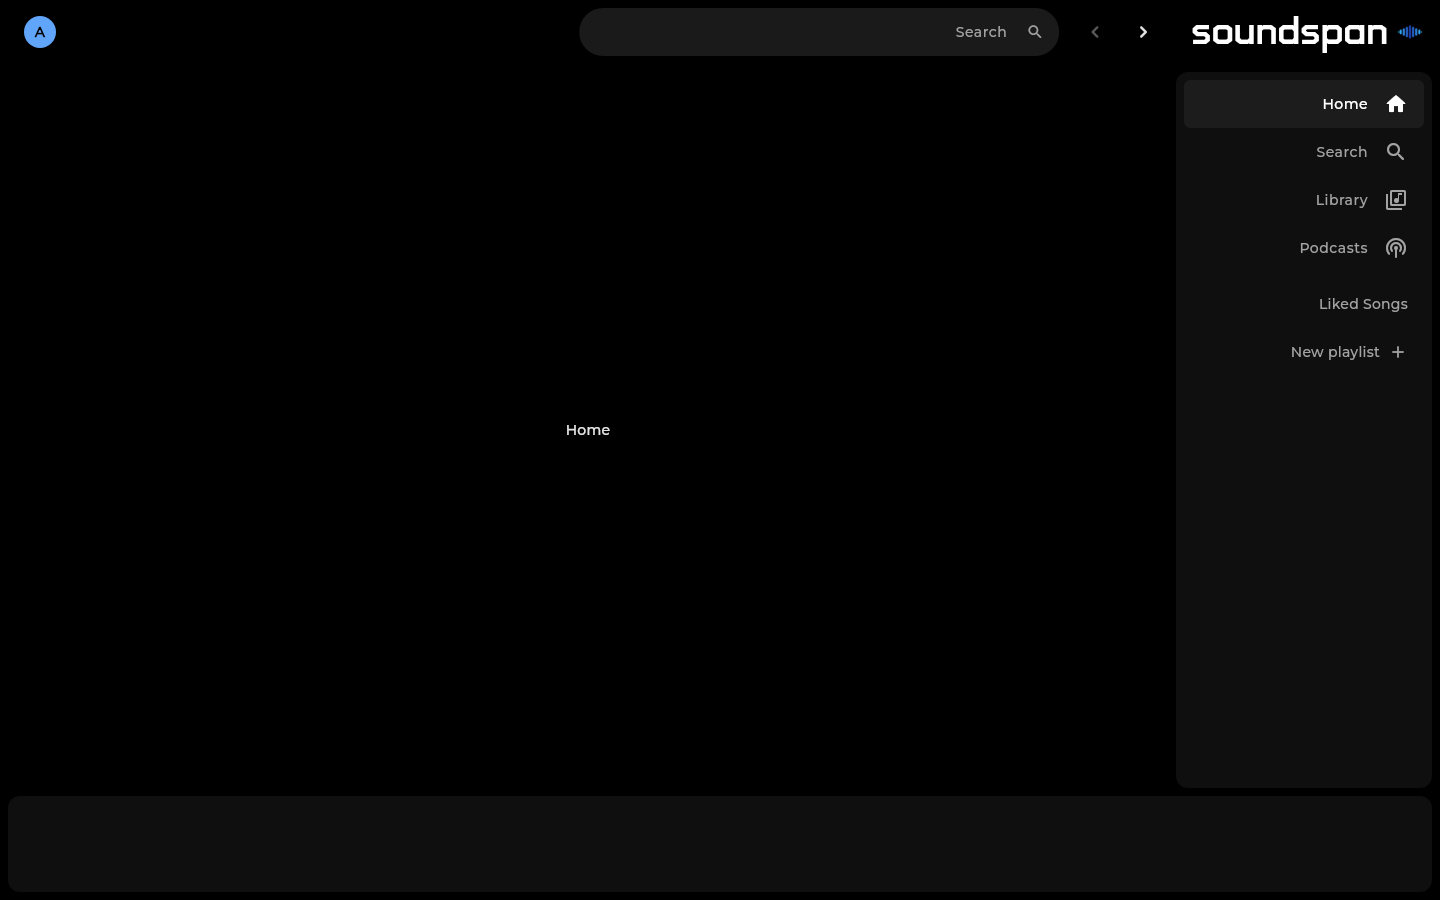 A
Search
soundspan
Home
Search
Library
Podcasts
Liked Songs
New playlist
Home